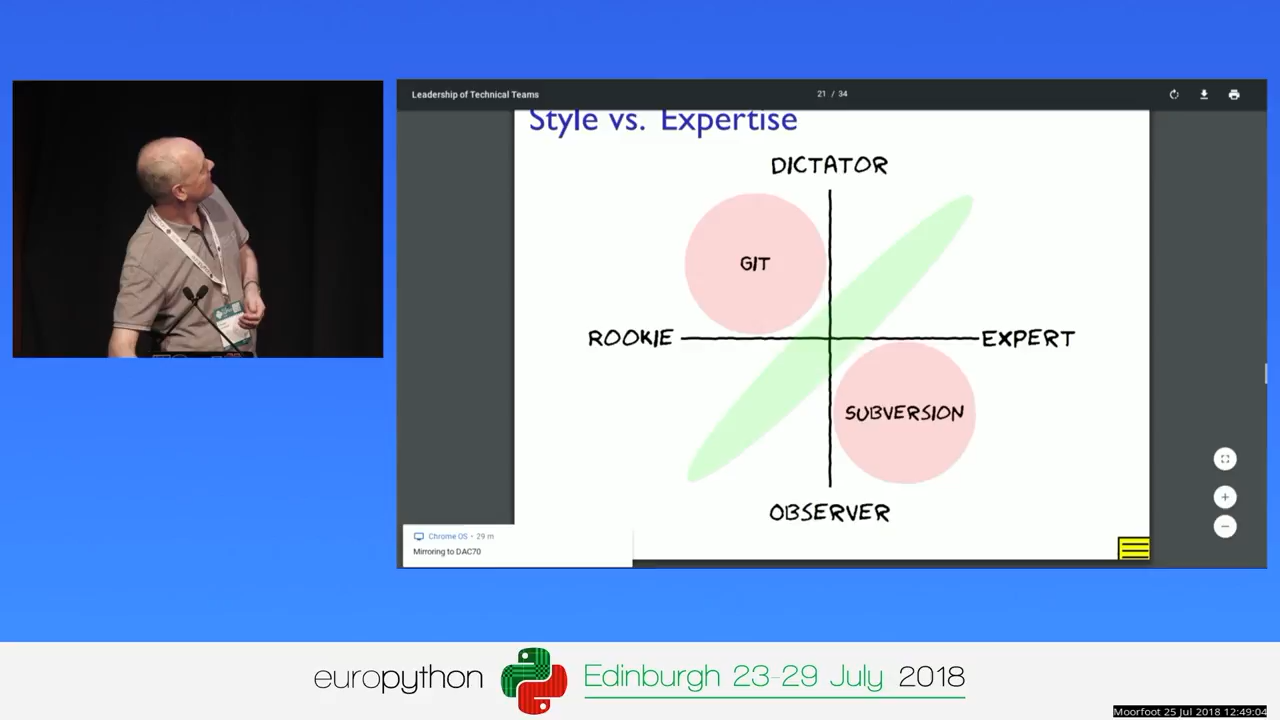 Leadership of Technical Teams
21 / 34
Style vs. Expertise
DICTATOR
GIT
ROOKIE
EXPERT
SUBVERSION
OBSERVER
Chrome OS • 29 m
Mirroring to DAC70
europython
Edinburgh 23-29 July 2018
Moorfoot 25 Jul 2018 12:49:04